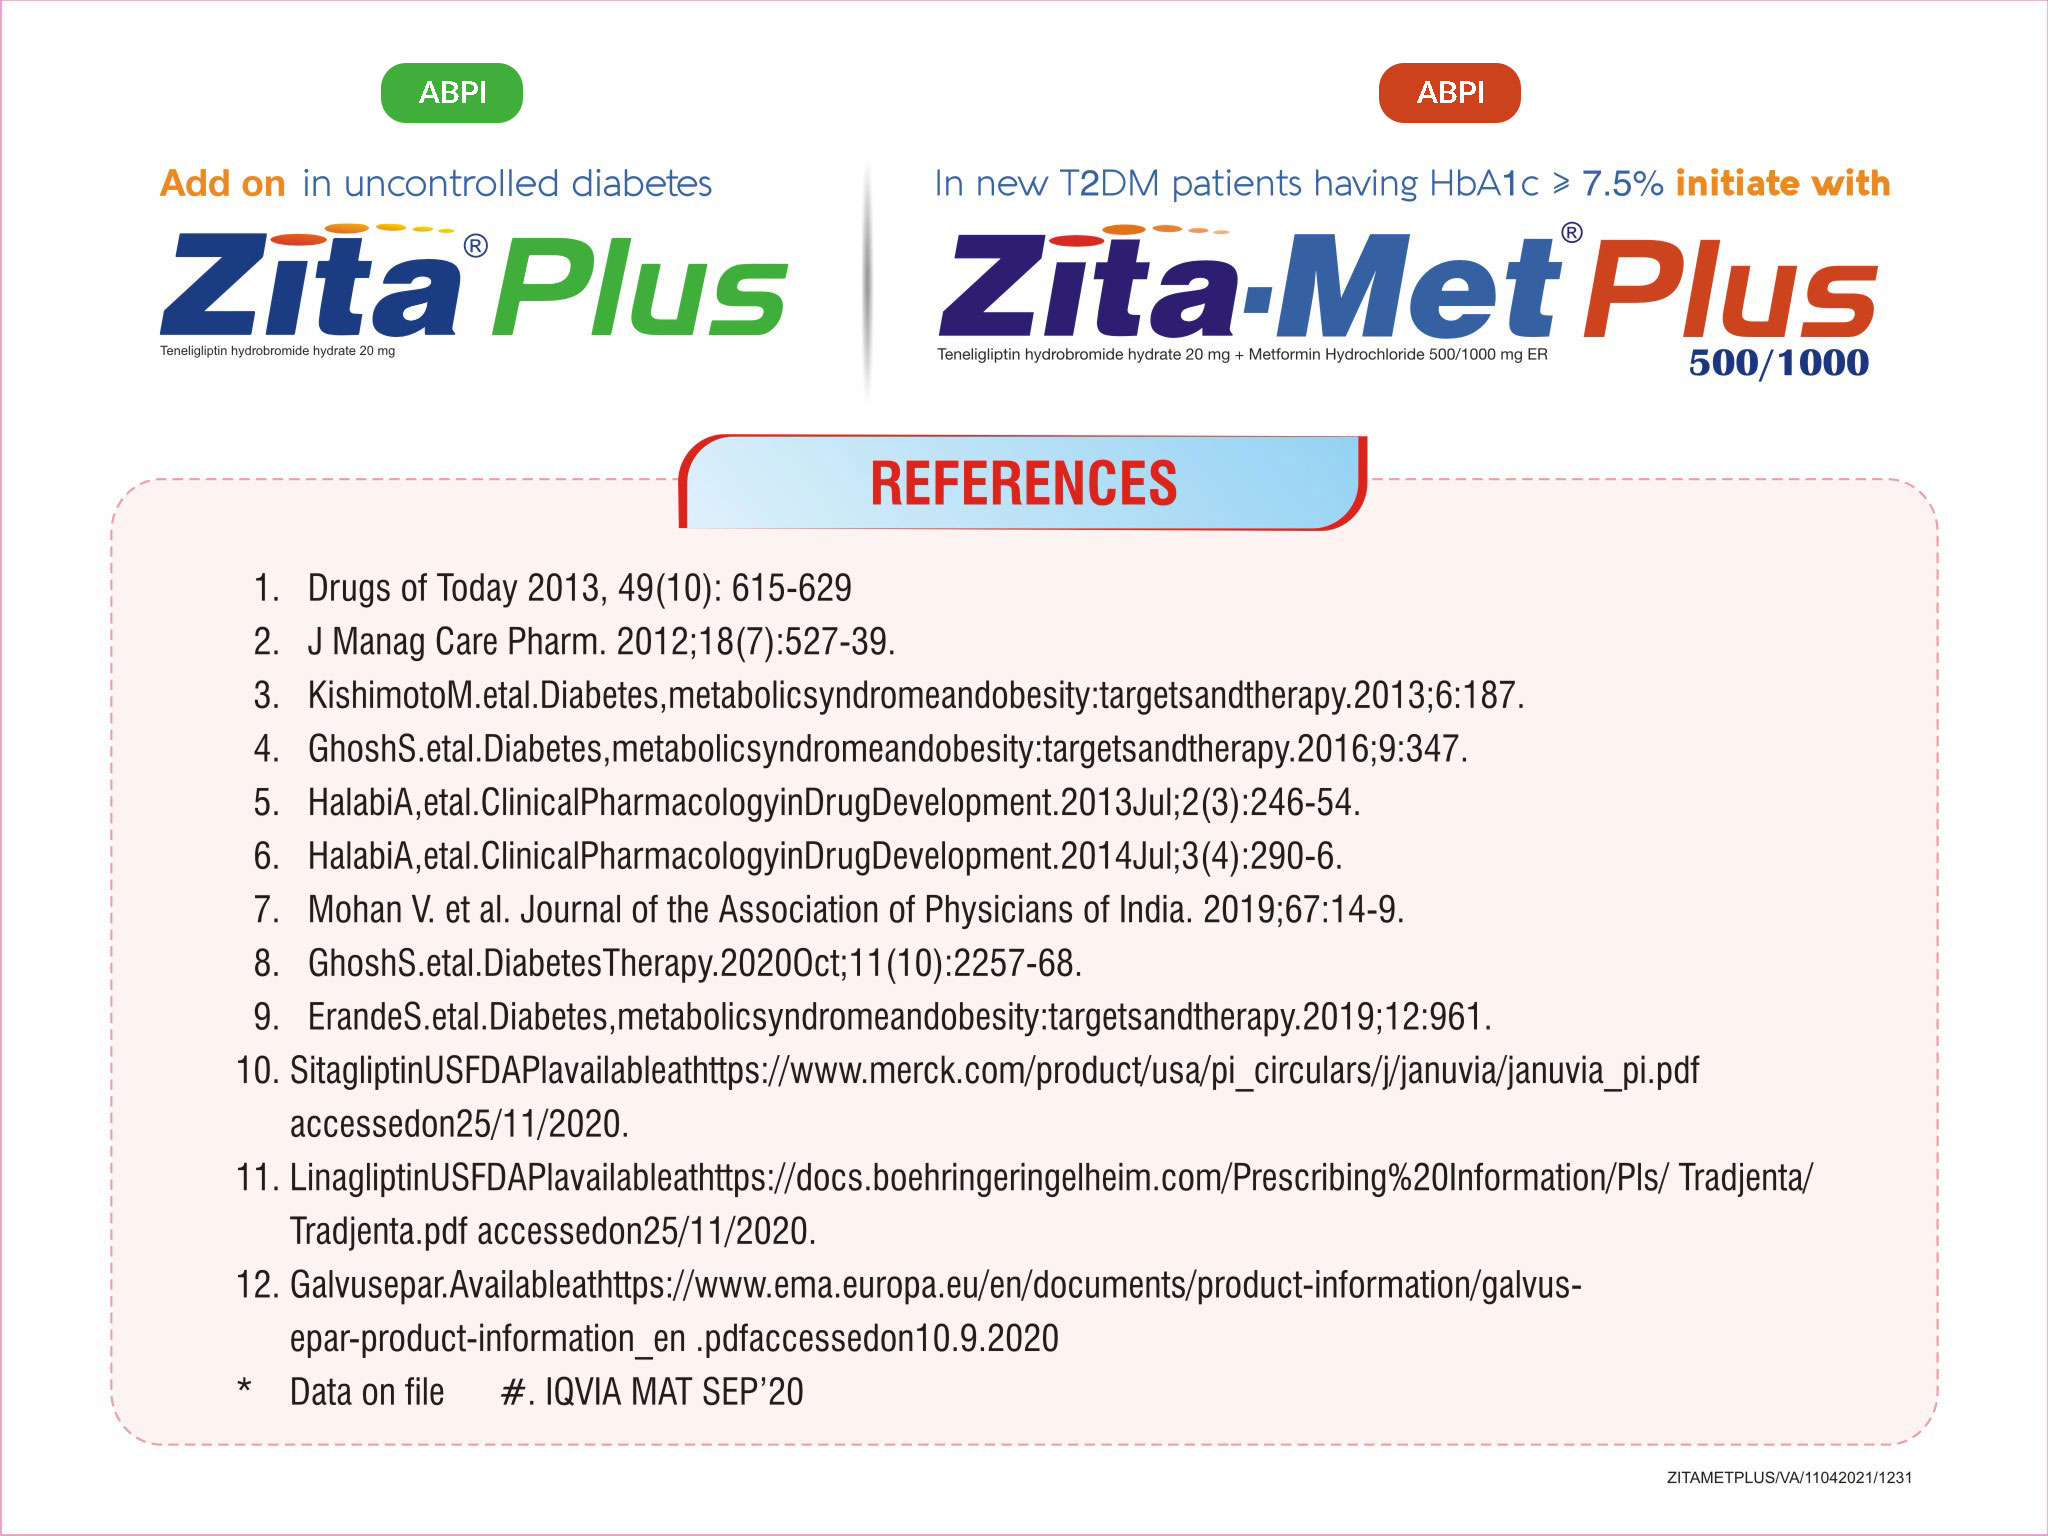 ABPI
Add on in uncontrolled diabetes
Zita® Plus
Teneligliptin hydrobromide hydrate 20 mg
ABPI
In new T2DM patients having HbA1c ⩾ 7.5% initiate with
Zita-Met® Plus
Teneligliptin hydrobromide hydrate 20 mg + Metformin Hydrochloride 500/1000 mg ER
500/1000
REFERENCES
1. Drugs of Today 2013, 49(10): 615-629
2. J Manag Care Pharm. 2012;18(7):527-39.
3. KishimotoM.etal.Diabetes,metabolicsyndromeandobesity:targetsandtherapy.2013;6:187.
4. GhoshS.etal.Diabetes,metabolicsyndromeandobesity:targetsandtherapy.2016;9:347.
5. HalabiA,etal.ClinicalPharmacologyinDrugDevelopment.2013Jul;2(3):246-54.
6. HalabiA,etal.ClinicalPharmacologyinDrugDevelopment.2014Jul;3(4):290-6.
7. Mohan V. et al. Journal of the Association of Physicians of India. 2019;67:14-9.
8. GhoshS.etal.DiabetesTherapy.2020Oct;11(10):2257-68.
9. ErandeS.etal.Diabetes,metabolicsyndromeandobesity:targetsandtherapy.2019;12:961.
10. SitagliptinUSFDAPIavailableathttps://www.merck.com/product/usa/pi_circulars/j/januvia/januvia_pi.pdf
accessedon25/11/2020.
11. LinagliptinUSFDAPIavailableathttps://docs.boehringeringelheim.com/Prescribing%20Information/PIs/ Tradjenta/
Tradjenta.pdf accessedon25/11/2020.
12. Galvusepar.Availableathttps://www.ema.europa.eu/en/documents/product-information/galvus-
epar-product-information_en .pdfaccessedon10.9.2020
* Data on file #. IQVIA MAT SEP'20
ZITAMETPLUS/VA/11042021/1231